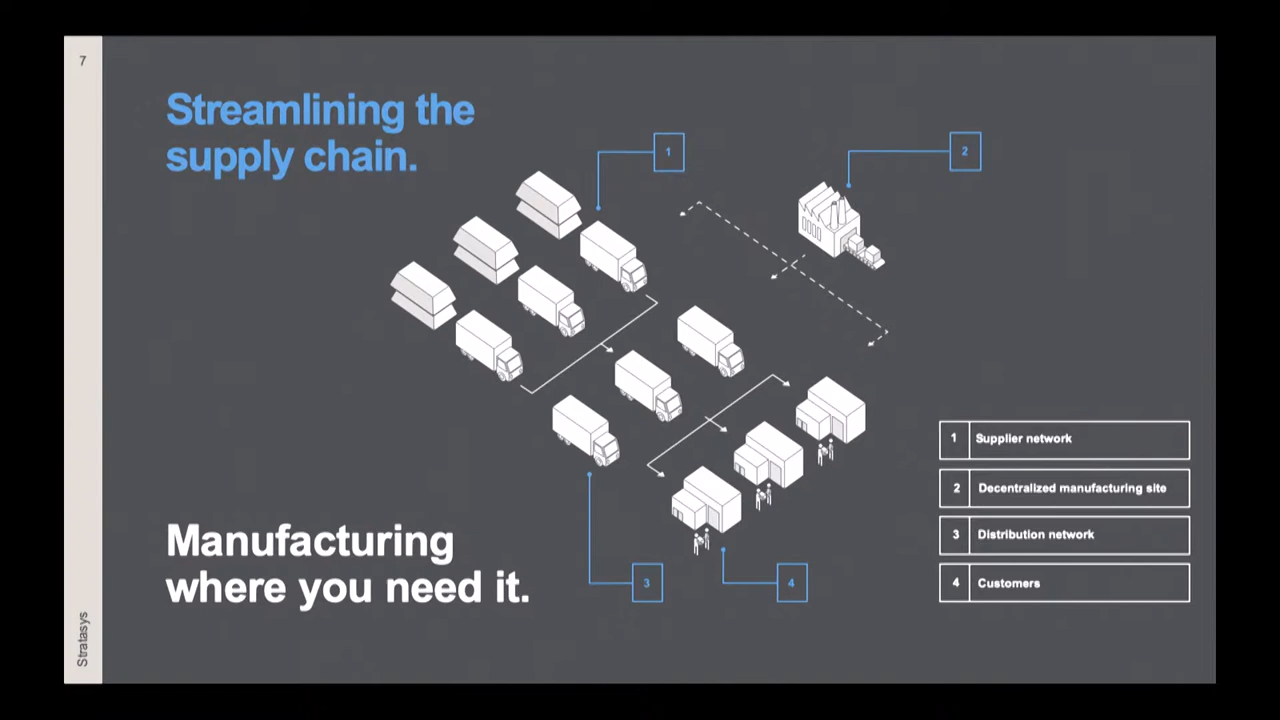 7
Streamlining the
supply chain.
1
2
1 Supplier network
2 Decentralized manufacturing site
3 Distribution network
4 Customers
Manufacturing
where you need it.
3
4
Stratasys